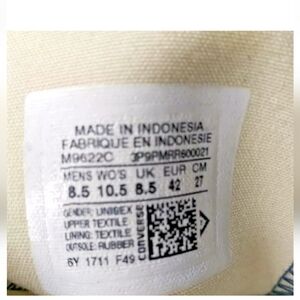 MADE IN INDONESIA
FABRIQUE EN INDONESIE
M9622C 3P9PMRR600021
MENS WO'S UK EUR CM
8.5 10.5 8.5 42 27
GENDER: UNISEX
UPPER: TEXTILE
LINING: TEXTILE
OUTSOLE: RUBBER
6Y 1711 F49
CONVERSE